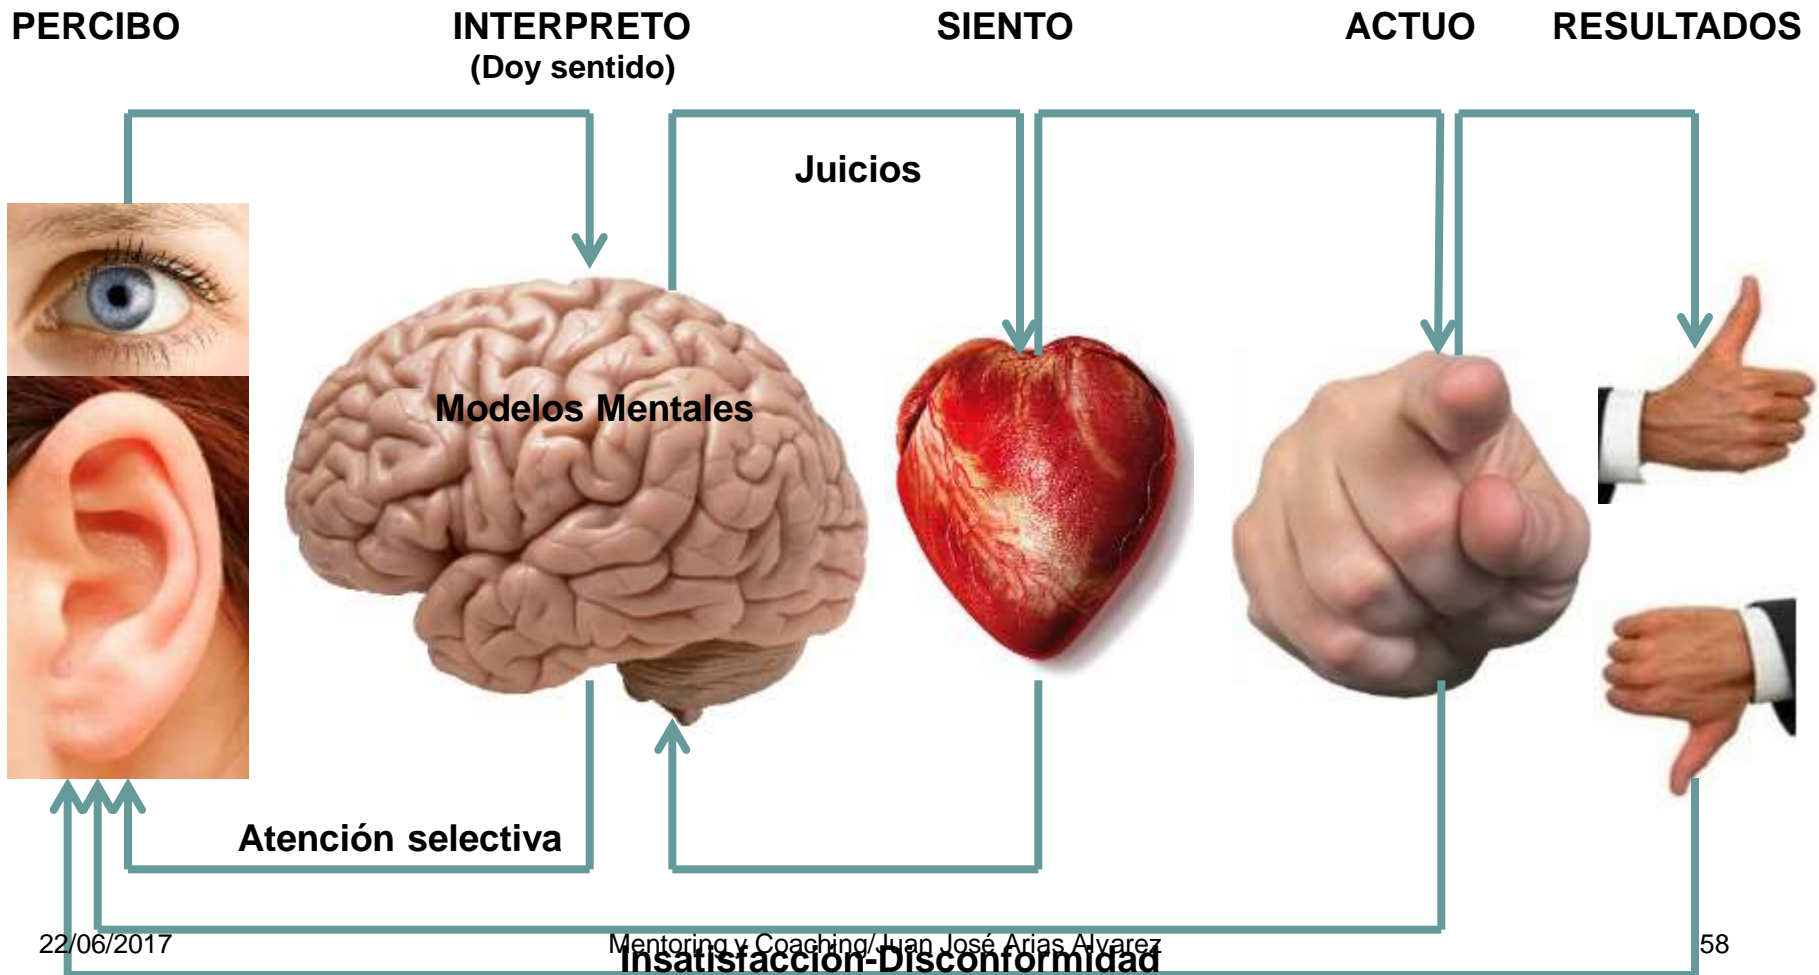 PERCIBO INTERPRETO SIENTO ACTUO RESULTADOS
(Doy sentido)
Juicios
Modelos Mentales
Atención selectiva
22/06/2017 Mentoring y Coaching/Juan José Arias Alvarez 58
Insatisfacción-Disconformidad